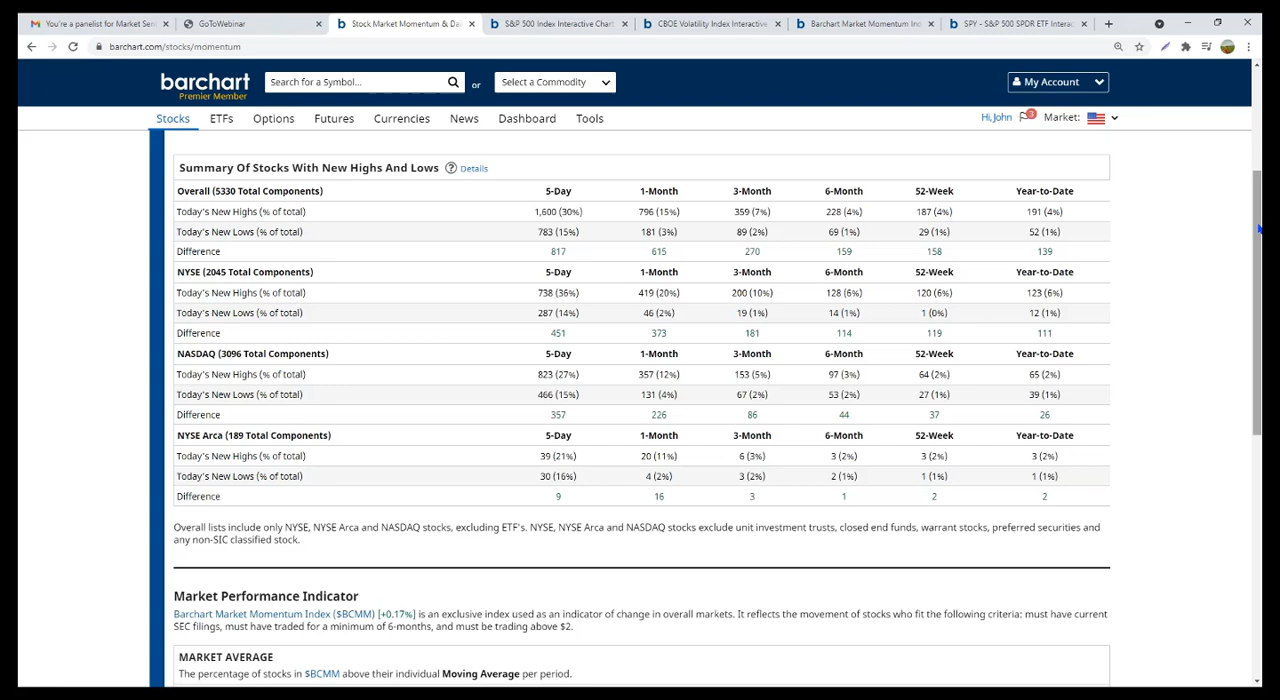 You're a panelist for Market Sen
GoToWebinar
Stock Market Momentum & Da
S&P 500 Index Interactive Chart
CBOE Volatility Index Interactive
Barchart Market Momentum Ind
SPY - S&P 500 SPDR ETF Interac
barchart.com/stocks/momentum
barchart
Premier Member
Search for a Symbol...
or
Select a Commodity
My Account
Stocks ETFs Options Futures Currencies News Dashboard Tools
Hi, John
3
Market:
Summary Of Stocks With New Highs And Lows ? Details
Overall (5330 Total Components) 5-Day 1-Month 3-Month 6-Month 52-Week Year-to-Date
Today's New Highs (% of total) 1,600 (30%) 796 (15%) 359 (7%) 228 (4%) 187 (4%) 191 (4%)
Today's New Lows (% of total) 783 (15%) 181 (3%) 89 (2%) 69 (1%) 29 (1%) 52 (1%)
Difference 817 615 270 159 158 139
NYSE (2045 Total Components) 5-Day 1-Month 3-Month 6-Month 52-Week Year-to-Date
Today's New Highs (% of total) 738 (36%) 419 (20%) 200 (10%) 128 (6%) 120 (6%) 123 (6%)
Today's New Lows (% of total) 287 (14%) 46 (2%) 19 (1%) 14 (1%) 1 (0%) 12 (1%)
Difference 451 373 181 114 119 111
NASDAQ (3096 Total Components) 5-Day 1-Month 3-Month 6-Month 52-Week Year-to-Date
Today's New Highs (% of total) 823 (27%) 357 (12%) 153 (5%) 97 (3%) 64 (2%) 65 (2%)
Today's New Lows (% of total) 466 (15%) 131 (4%) 67 (2%) 53 (2%) 27 (1%) 39 (1%)
Difference 357 226 86 44 37 26
NYSE Arca (189 Total Components) 5-Day 1-Month 3-Month 6-Month 52-Week Year-to-Date
Today's New Highs (% of total) 39 (21%) 20 (11%) 6 (3%) 3 (2%) 3 (2%) 3 (2%)
Today's New Lows (% of total) 30 (16%) 4 (2%) 3 (2%) 2 (1%) 1 (1%) 1 (1%)
Difference 9 16 3 1 2 2
Overall lists include only NYSE, NYSE Arca and NASDAQ stocks, excluding ETF's. NYSE, NYSE Arca and NASDAQ stocks exclude unit investment trusts, closed end funds, warrant stocks, preferred securities and
any non-SIC classified stock.
Market Performance Indicator
Barchart Market Momentum Index ($BCMM) [+0.17%] is an exclusive index used as an indicator of change in overall markets. It reflects the movement of stocks who fit the following criteria: must have current
SEC filings, must have traded for a minimum of 6-months, and must be trading above $2.
MARKET AVERAGE
The percentage of stocks in $BCMM above their individual Moving Average per period.